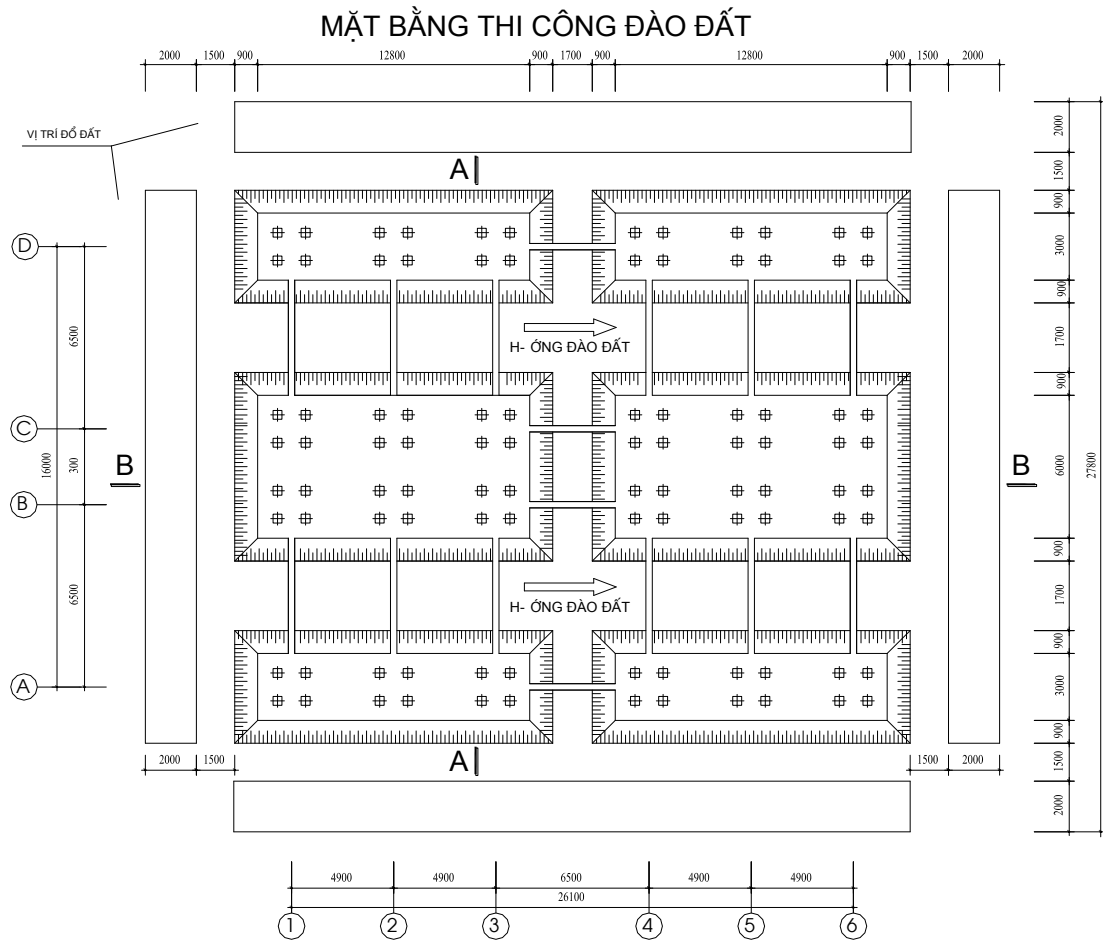 MẶT BẰNG THI CÔNG ĐÀO ĐẤT
2000 1500 900 12800 900 1700 900 12800 900 1500 2000
VỊ TRÍ ĐỔ ĐẤT
A
D
H- ỚNG ĐÀO ĐẤT
C
B B
B
H- ỚNG ĐÀO ĐẤT
A
A
6500
300
6500
16000
2000
1500
900
3000
900
1700
900
6000
900
1700
900
3000
900
1500
2000
27800
2000 1500 1500 2000
4900 4900 6500 4900 4900
26100
1 2 3 4 5 6